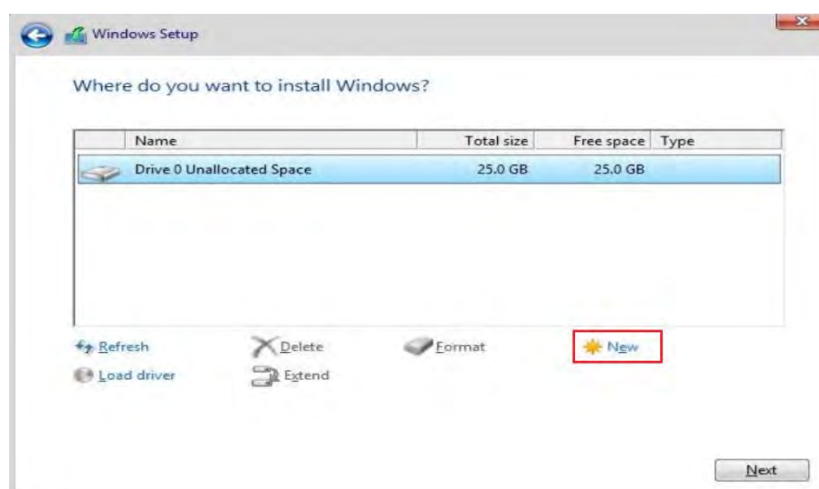 Windows Setup
Where do you want to install Windows?
Name Total size Free space Type
Drive 0 Unallocated Space 25.0 GB 25.0 GB
Refresh Delete Format New
Load driver Extend
Next